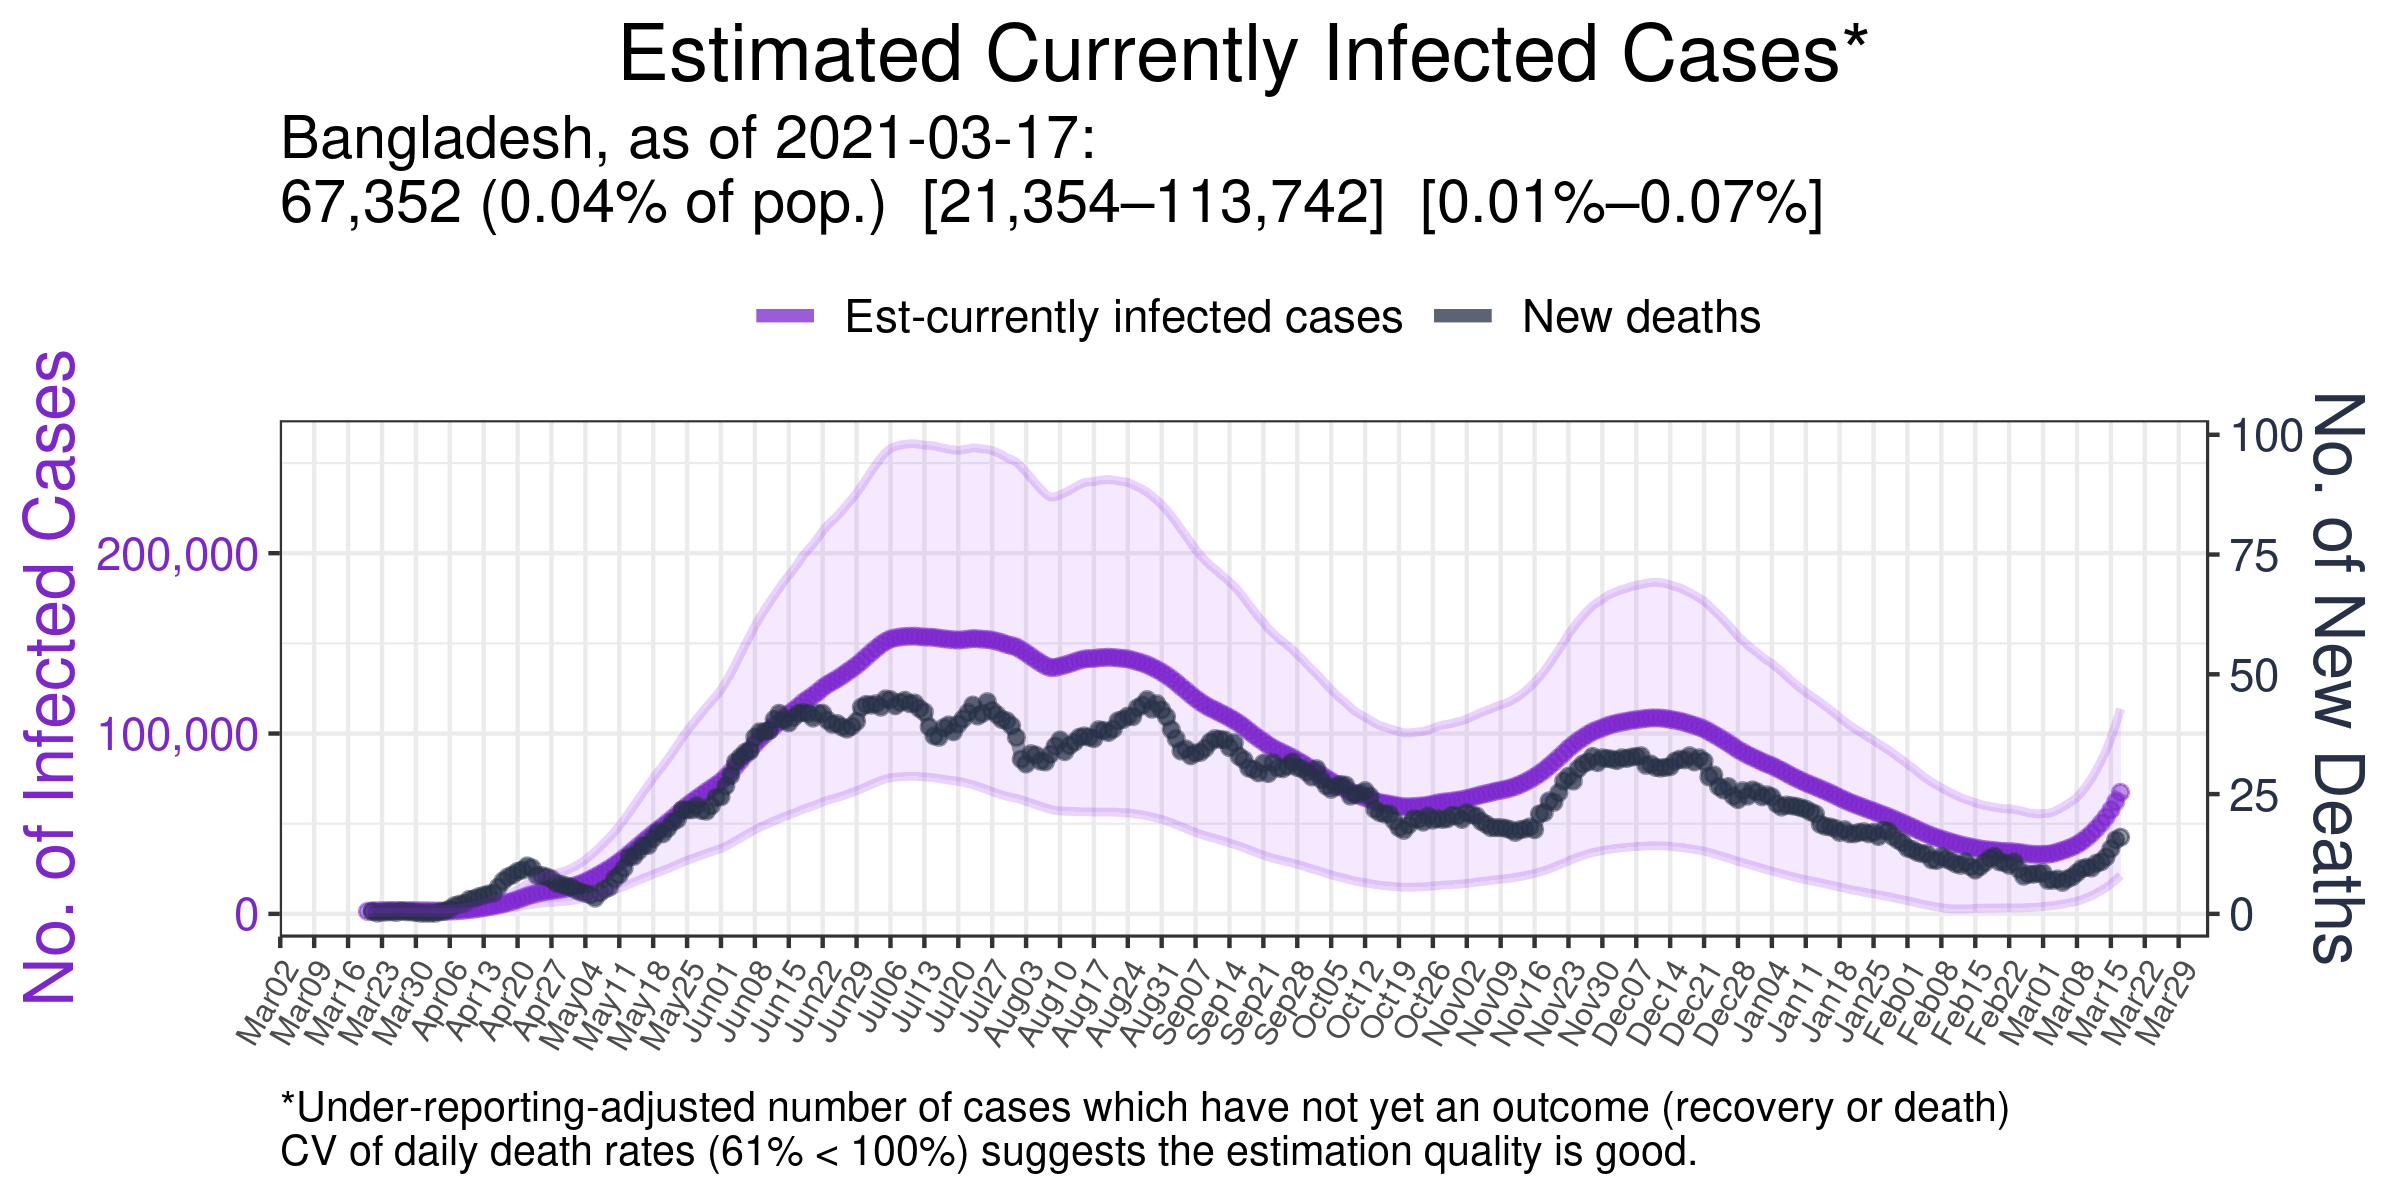 Estimated Currently Infected Cases*
Bangladesh, as of 2021-03-17:
67,352 (0.04% of pop.) [21,354–113,742] [0.01%–0.07%]
Est-currently infected cases
New deaths
No. of Infected Cases
200,000
100,000
0
100
75
50
25
0
No. of New Deaths
Mar02
Mar09
Mar16
Mar23
Mar30
Apr06
Apr13
Apr20
Apr27
May04
May11
May18
May25
Jun01
Jun08
Jun15
Jun22
Jun29
Jul06
Jul13
Jul20
Jul27
Aug03
Aug10
Aug17
Aug24
Aug31
Sep07
Sep14
Sep21
Sep28
Oct05
Oct12
Oct19
Oct26
Nov02
Nov09
Nov16
Nov23
Nov30
Dec07
Dec14
Dec21
Dec28
Jan04
Jan11
Jan18
Jan25
Feb01
Feb08
Feb15
Feb22
Mar01
Mar08
Mar15
Mar22
Mar29
*Under-reporting-adjusted number of cases which have not yet an outcome (recovery or death)
CV of daily death rates (61% < 100%) suggests the estimation quality is good.